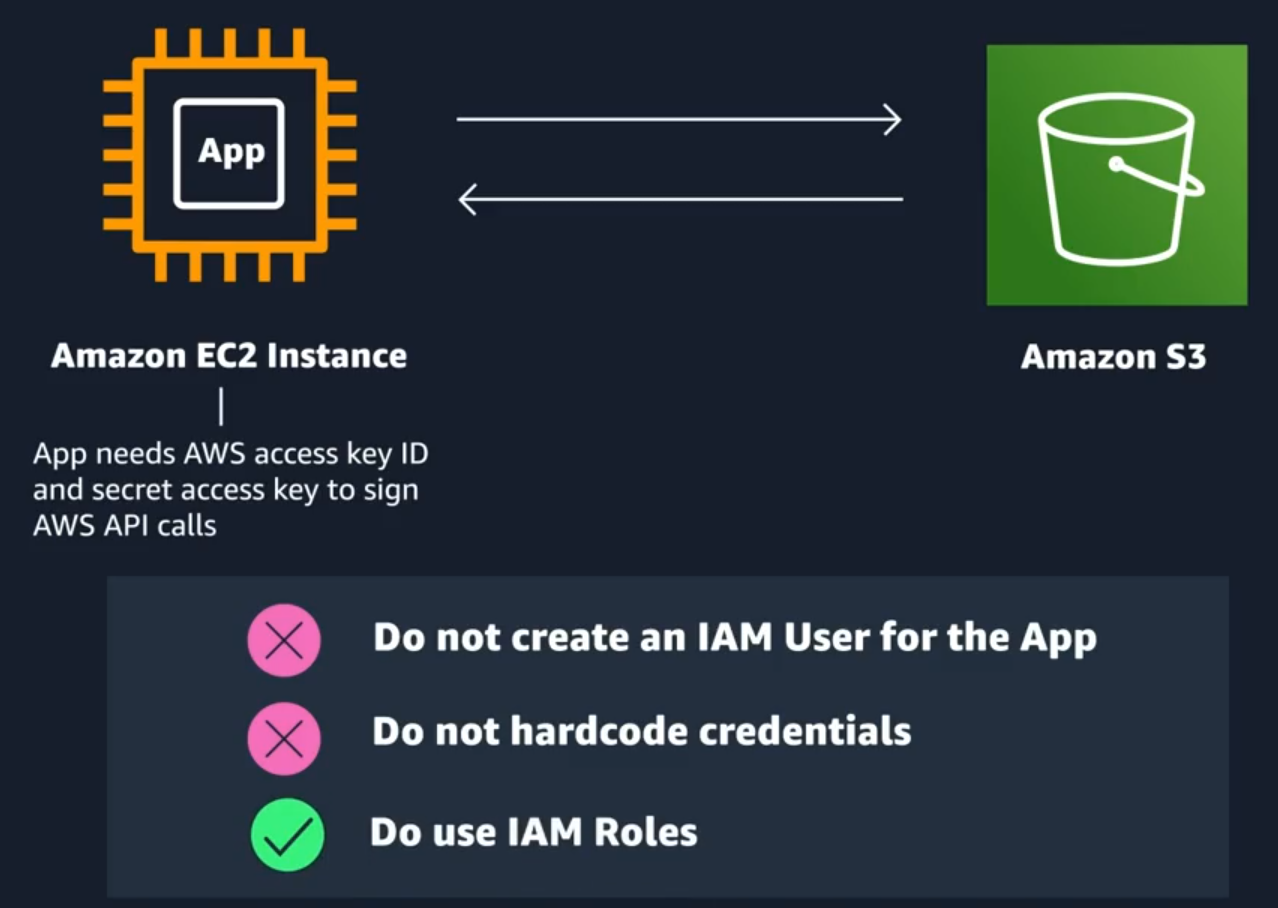 App
Amazon EC2 Instance
Amazon S3
App needs AWS access key ID
and secret access key to sign
AWS API calls
Do not create an IAM User for the App
Do not hardcode credentials
Do use IAM Roles